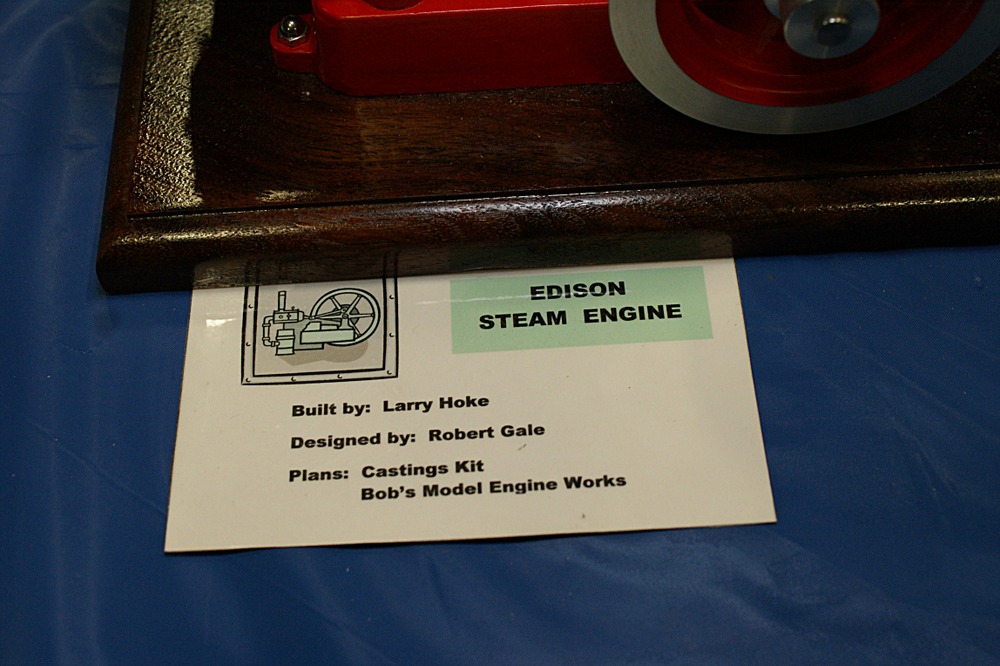 EDISON
STEAM ENGINE
Built by: Larry Hoke
Designed by: Robert Gale
Plans: Castings Kit
Bob's Model Engine Works